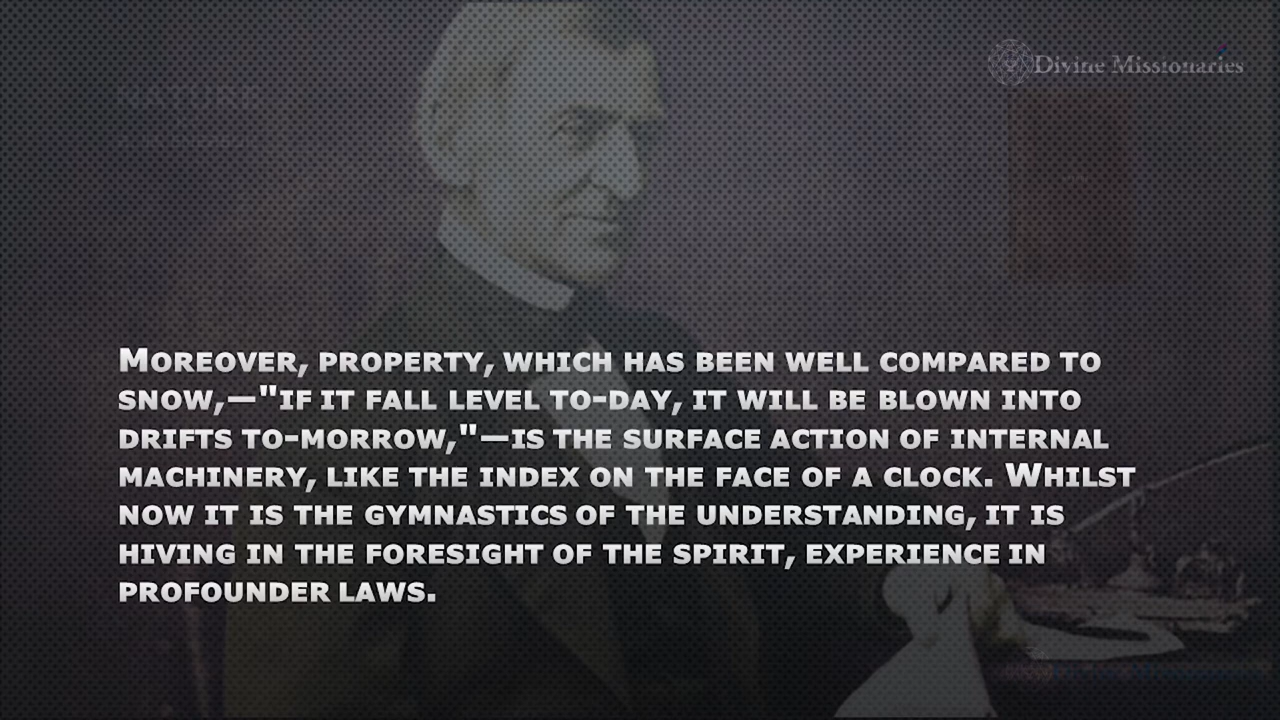 Divine Missionaries
NATURE
Moreover, property, which has been well compared to
snow,—"if it fall level to-day, it will be blown into
drifts to-morrow,"—is the surface action of internal
machinery, like the index on the face of a clock. Whilst
now it is the gymnastics of the understanding, it is
hiving in the foresight of the spirit, experience in
profounder laws.